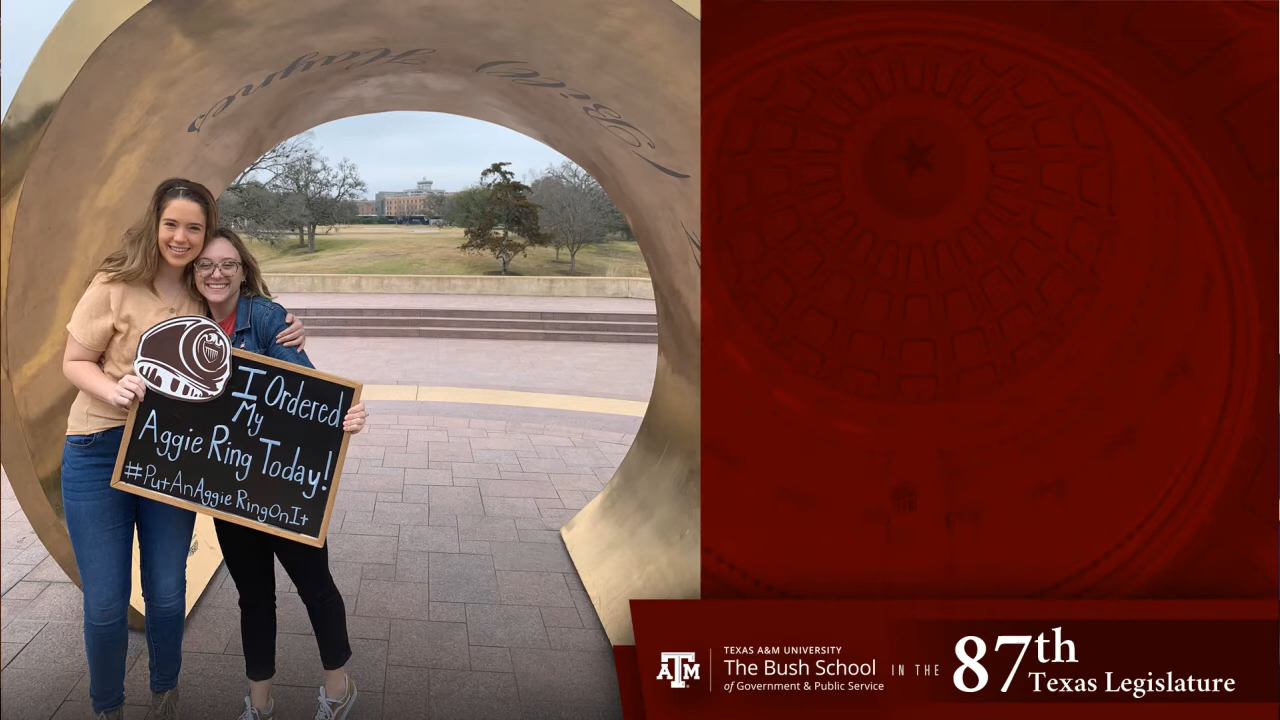 I Ordered
My
Aggie Ring Today!
#PutAnAggieRingOnIt
TEXAS A&M UNIVERSITY
The Bush School
of Government & Public Service
IN THE
87th
Texas Legislature
ATM